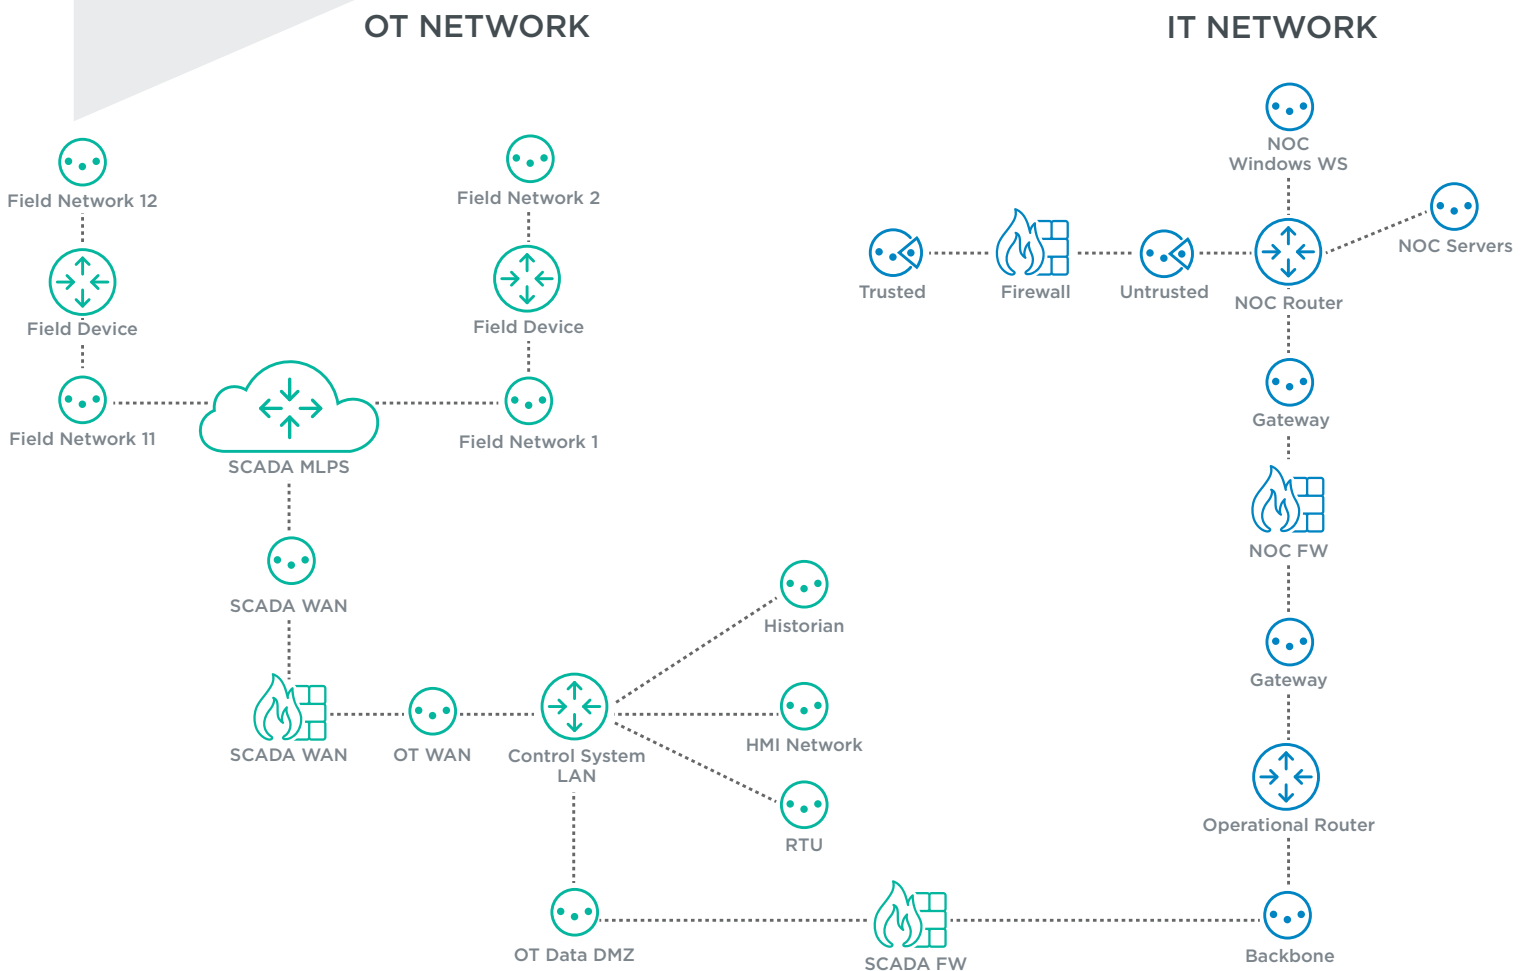 OT NETWORK
IT NETWORK
NOC
Windows WS
Field Network 12
Field Network 2
NOC Servers
Trusted
Firewall
Untrusted
NOC Router
Field Device
Field Device
Gateway
Field Network 11
Field Network 1
SCADA MLPS
NOC FW
SCADA WAN
Historian
Gateway
SCADA WAN
OT WAN
Control System
LAN
HMI Network
Operational Router
RTU
OT Data DMZ
SCADA FW
Backbone